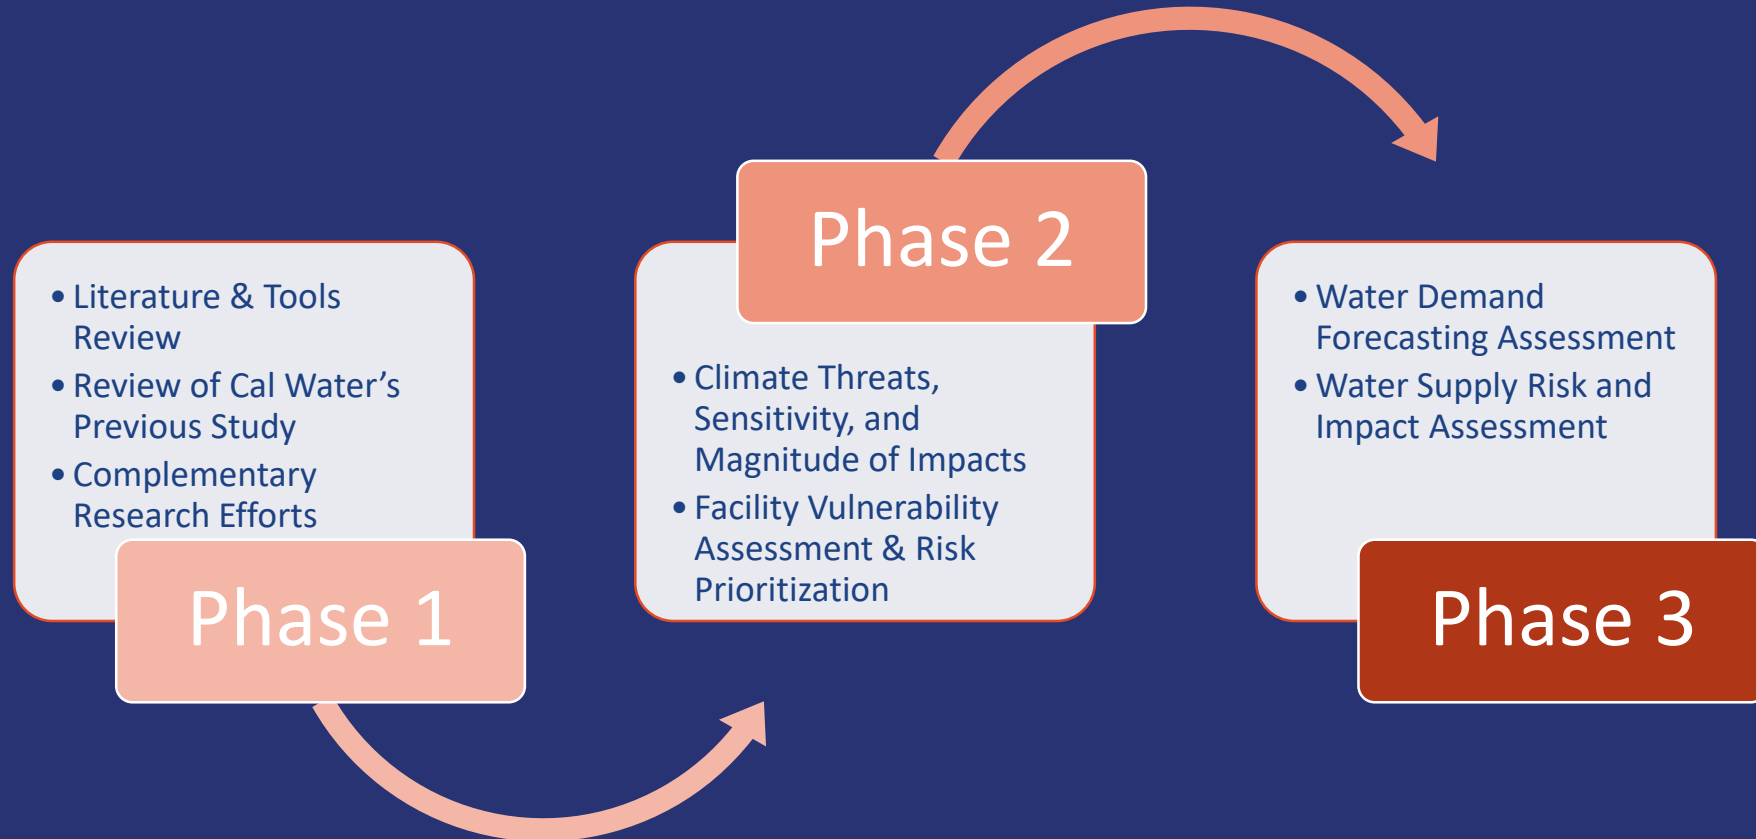 • Literature & Tools
Review
• Review of Cal Water’s
Previous Study
• Complementary
Research Efforts
Phase 1
Phase 2
• Climate Threats,
Sensitivity, and
Magnitude of Impacts
• Facility Vulnerability
Assessment & Risk
Prioritization
• Water Demand
Forecasting Assessment
• Water Supply Risk and
Impact Assessment
Phase 3